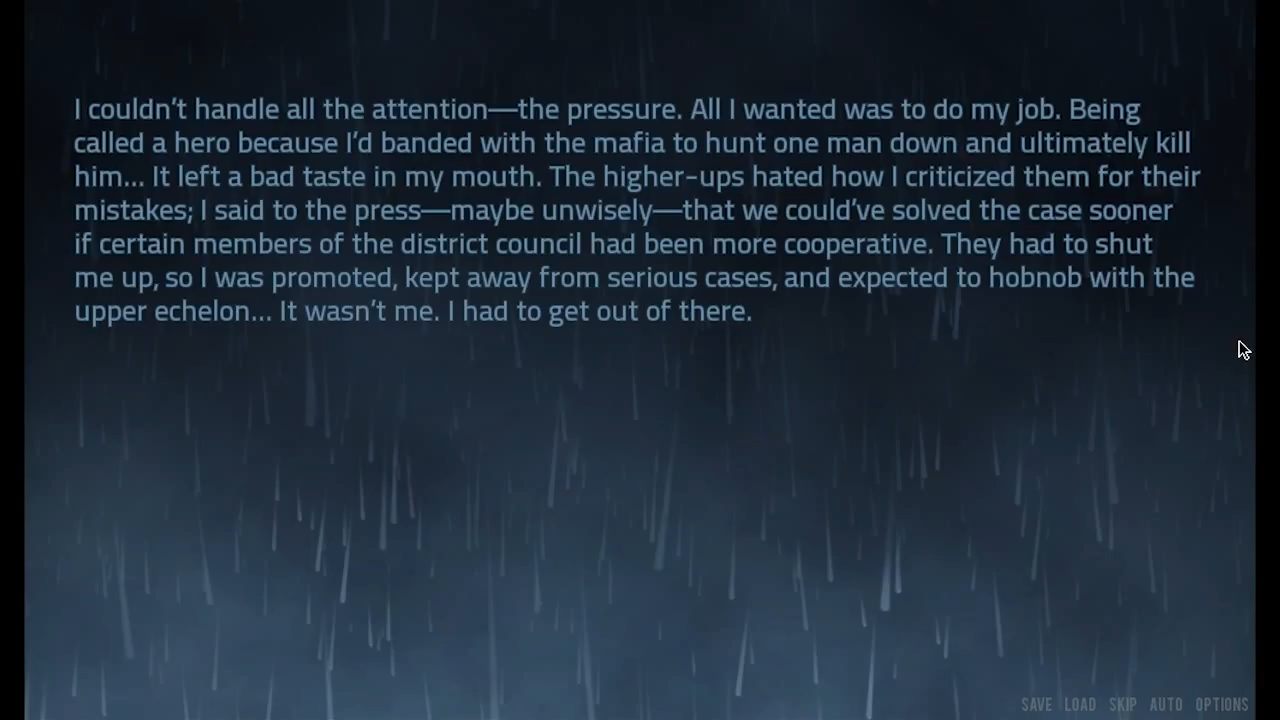 I couldn’t handle all the attention—the pressure. All I wanted was to do my job. Being
called a hero because I’d banded with the mafia to hunt one man down and ultimately kill
him... It left a bad taste in my mouth. The higher-ups hated how I criticized them for their
mistakes; I said to the press—maybe unwisely—that we could’ve solved the case sooner
if certain members of the district council had been more cooperative. They had to shut
me up, so I was promoted, kept away from serious cases, and expected to hobnob with the
upper echelon... It wasn’t me. I had to get out of there.
SAVE LOAD SKIP AUTO OPTIONS